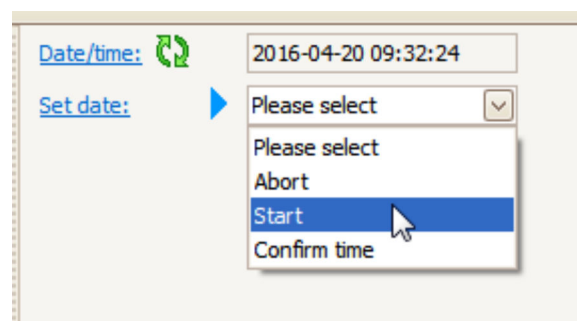 Date/time: 2016-04-20 09:32:24
Set date: Please select
Please select
Abort
Start
Confirm time